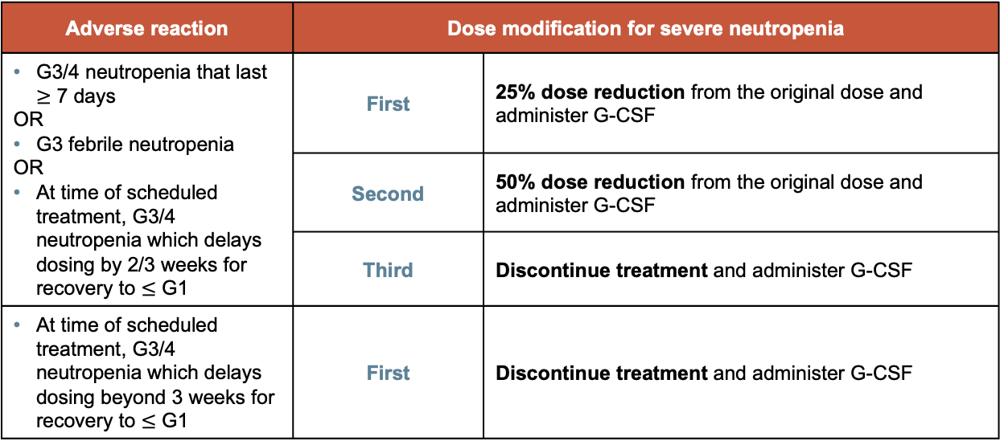 Adverse reaction
Dose modification for severe neutropenia
• G3/4 neutropenia that last
≥ 7 days
OR
• G3 febrile neutropenia
OR
• At time of scheduled
treatment, G3/4
neutropenia which delays
dosing by 2/3 weeks for
recovery to ≤ G1
First
25% dose reduction from the original dose and
administer G-CSF
Second
50% dose reduction from the original dose and
administer G-CSF
Third
Discontinue treatment and administer G-CSF
• At time of scheduled
treatment, G3/4
neutropenia which delays
dosing beyond 3 weeks for
recovery to ≤ G1
First
Discontinue treatment and administer G-CSF